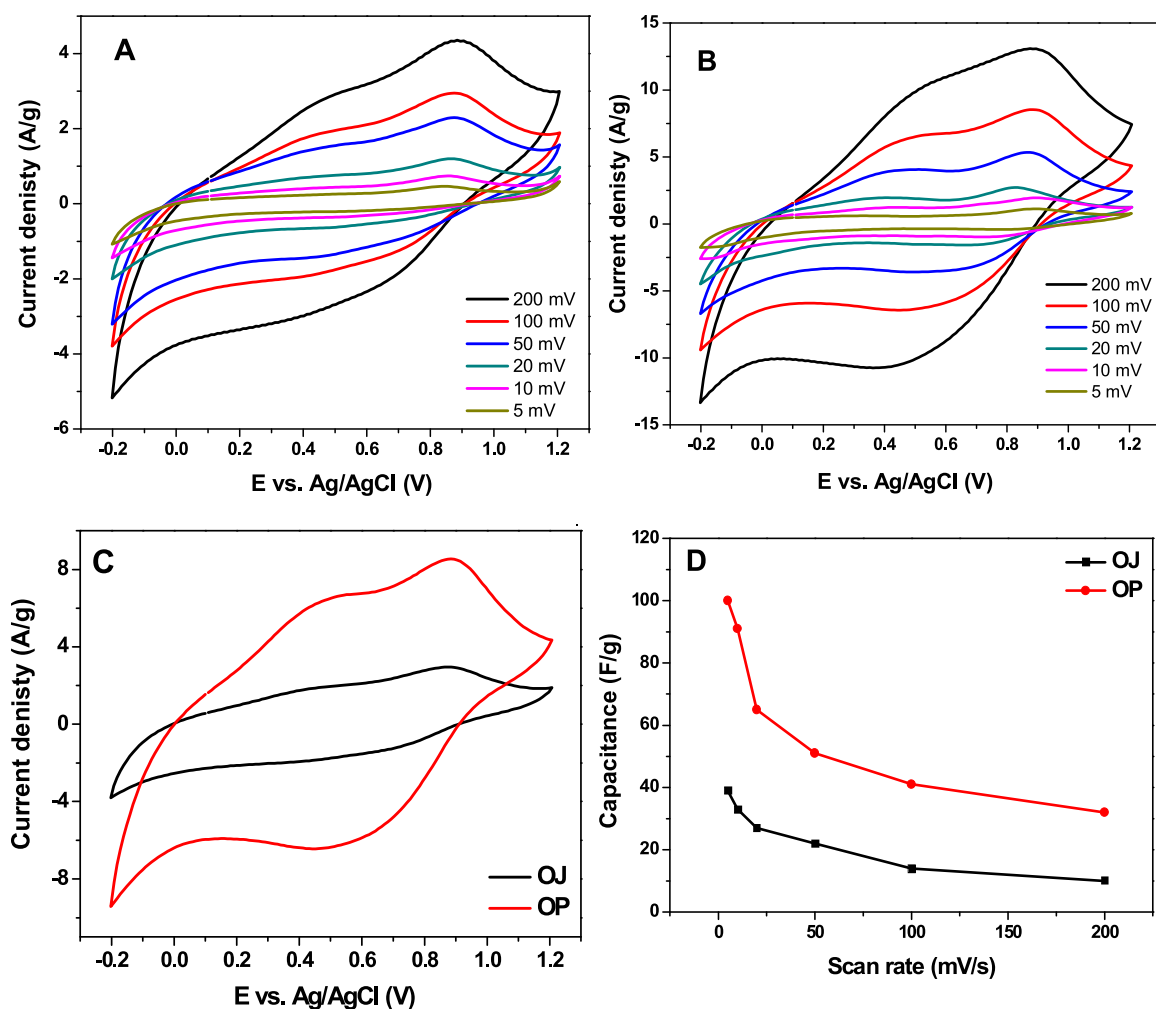 A
Current denisty (A/g)
4
2
0
-2
-4
-6
200 mV
100 mV
50 mV
20 mV
10 mV
5 mV
-0.2 0.0 0.2 0.4 0.6 0.8 1.0 1.2
E vs. Ag/AgCl (V)
B
Current denisty (A/g)
15
10
5
0
-5
-10
-15
200 mV
100 mV
50 mV
20 mV
10 mV
5 mV
-0.2 0.0 0.2 0.4 0.6 0.8 1.0 1.2
E vs. Ag/AgCl (V)
C
Current denisty (A/g)
8
4
0
-4
-8
OJ
OP
-0.2 0.0 0.2 0.4 0.6 0.8 1.0 1.2
E vs. Ag/AgCl (V)
D
Capacitance (F/g)
120
100
80
60
40
20
0
OJ
OP
0 50 100 150 200
Scan rate (mV/s)